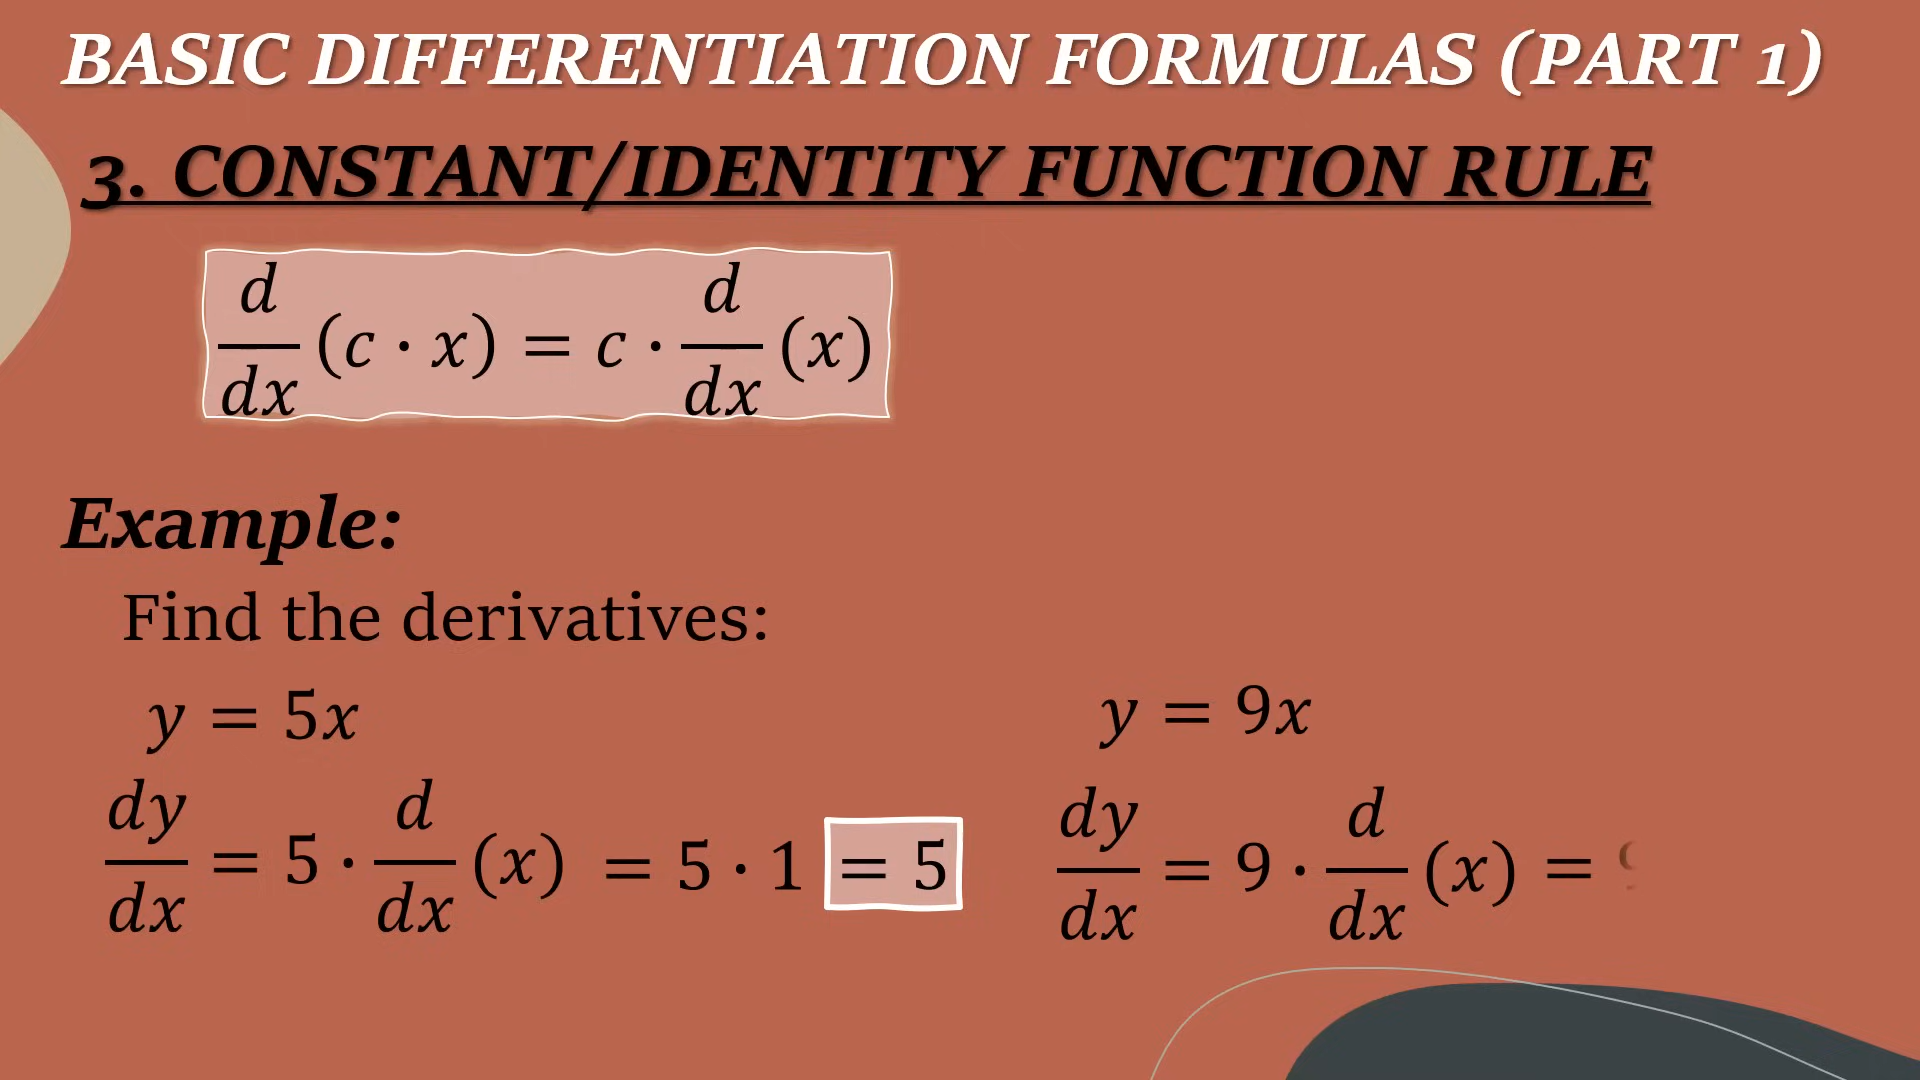 BASIC DIFFERENTIATION FORMULAS (PART 1)
3. CONSTANT/IDENTITY FUNCTION RULE
d/dx (c · x) = c · d/dx (x)
Example:
Find the derivatives:
y = 5x
dy/dx = 5 · d/dx (x) = 5 · 1 = 5
y = 9x
dy/dx = 9 · d/dx (x) =